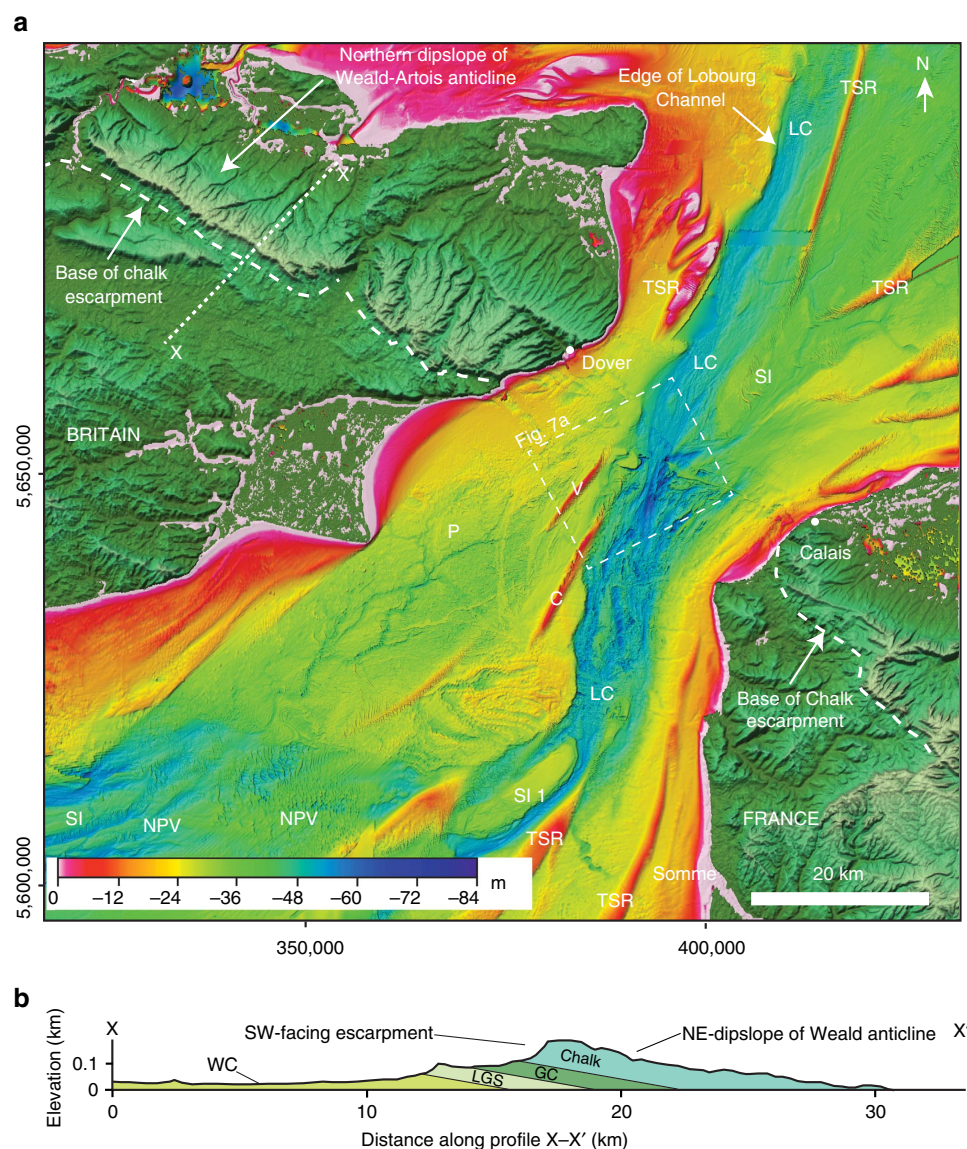 a
Northern dipslope of
Weald-Artois anticline
Edge of Lobourg
Channel
N
TSR
LC
X'
Base of chalk
escarpment
X
TSR
TSR
Dover
LC
SI
BRITAIN
Fig. 7a
V
P
Calais
C
LC
Base of Chalk
escarpment
SI 1
SI
NPV
NPV
TSR
FRANCE
Somme
TSR
0 –12 –24 –36 –48 –60 –72 –84 m
20 km
5,650,000
5,600,000
350,000 400,000
b
X
SW-facing escarpment
NE-dipslope of Weald anticline
X'
Elevation (km)
0.1
0
WC
LGS
GC
Chalk
0 10 20 30
Distance along profile X–X′ (km)